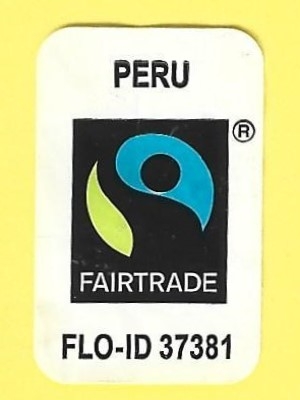 PERU
®
FAIRTRADE
FLO-ID 37381